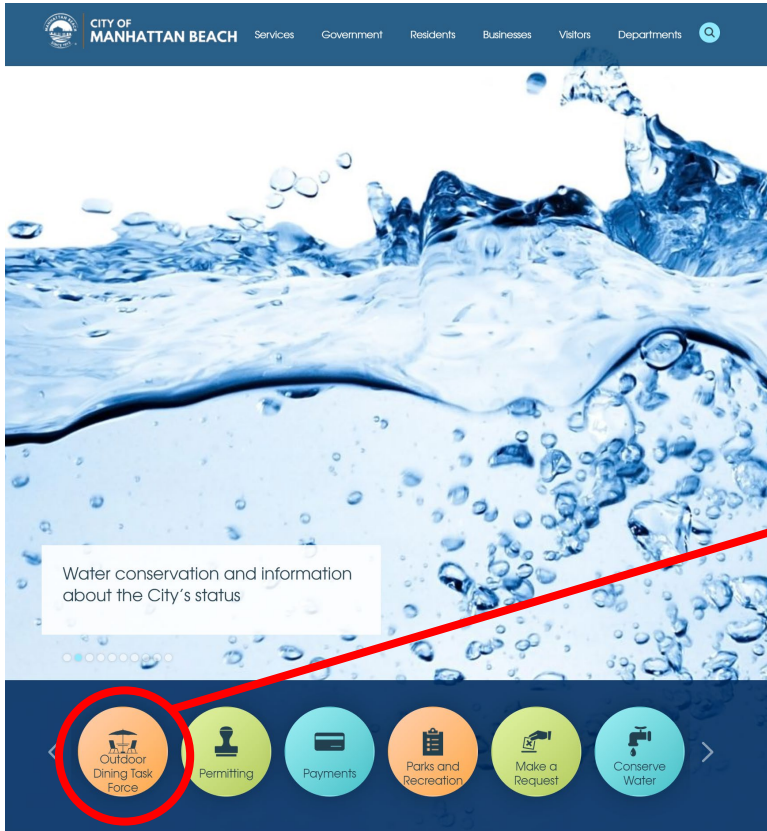 CITY OF
MANHATTAN BEACH
Services Government Residents Businesses Visitors Departments
Water conservation and information
about the City's status
Outdoor
Dining Task
Force
Permitting
Payments
Parks and
Recreation
Make a
Request
Conserve
Water